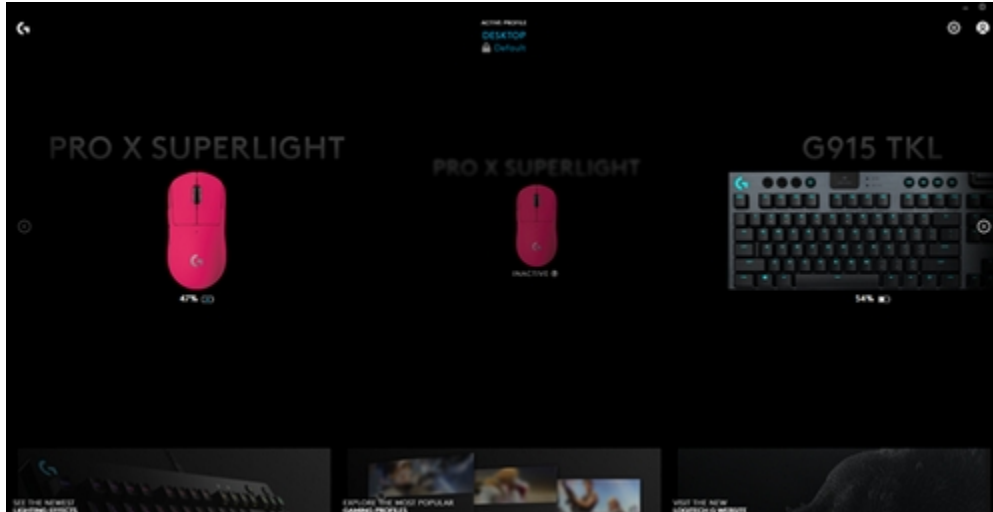 ACTIVE PROFILE
DESKTOP
Default
PRO X SUPERLIGHT
PRO X SUPERLIGHT
G915 TKL
INACTIVE
47%
54%
SEE THE NEWEST
LIGHTING EFFECTS
EXPLORE THE MOST POPULAR
GAMING PROFILES
VISIT THE NEW
LOGITECH G WEBSITE